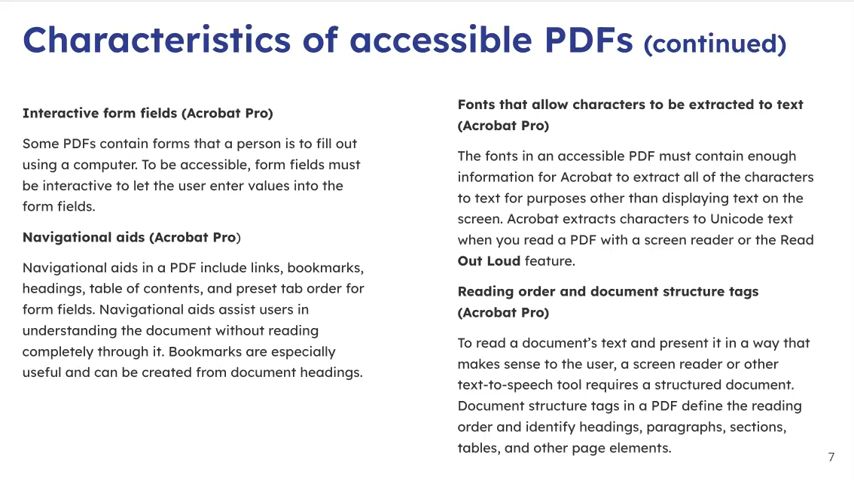 Characteristics of accessible PDFs (continued)
Interactive form fields (Acrobat Pro)
Some PDFs contain forms that a person is to fill out
using a computer. To be accessible, form fields must
be interactive to let the user enter values into the
form fields.
Navigational aids (Acrobat Pro)
Navigational aids in a PDF include links, bookmarks,
headings, table of contents, and preset tab order for
form fields. Navigational aids assist users in
understanding the document without reading
completely through it. Bookmarks are especially
useful and can be created from document headings.
Fonts that allow characters to be extracted to text
(Acrobat Pro)
The fonts in an accessible PDF must contain enough
information for Acrobat to extract all of the characters
to text for purposes other than displaying text on the
screen. Acrobat extracts characters to Unicode text
when you read a PDF with a screen reader or the Read
Out Loud feature.
Reading order and document structure tags
(Acrobat Pro)
To read a document’s text and present it in a way that
makes sense to the user, a screen reader or other
text-to-speech tool requires a structured document.
Document structure tags in a PDF define the reading
order and identify headings, paragraphs, sections,
tables, and other page elements.
7